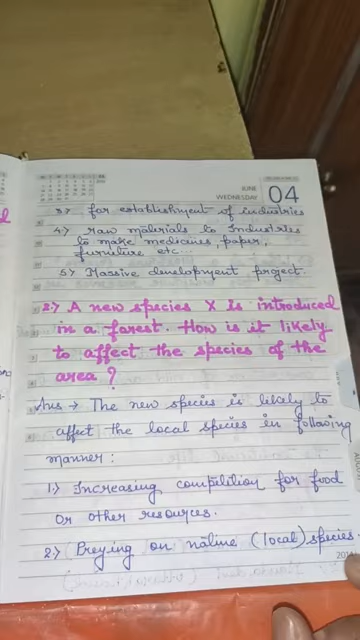 JUNE
WEDNESDAY 04
3.) for establishment of industries
4.) raw materials to Industries
to make medicines, paper,
furniture etc.
5.) Massive development project.
2.) A new species X is introduced
in a forest. How is it likely
to affect the species of the
area?
Ans → The new species is likely to
affect the local species in following
manner:
1.) Increasing competition for food
or other resources.
2.) Preying on native (local) species.